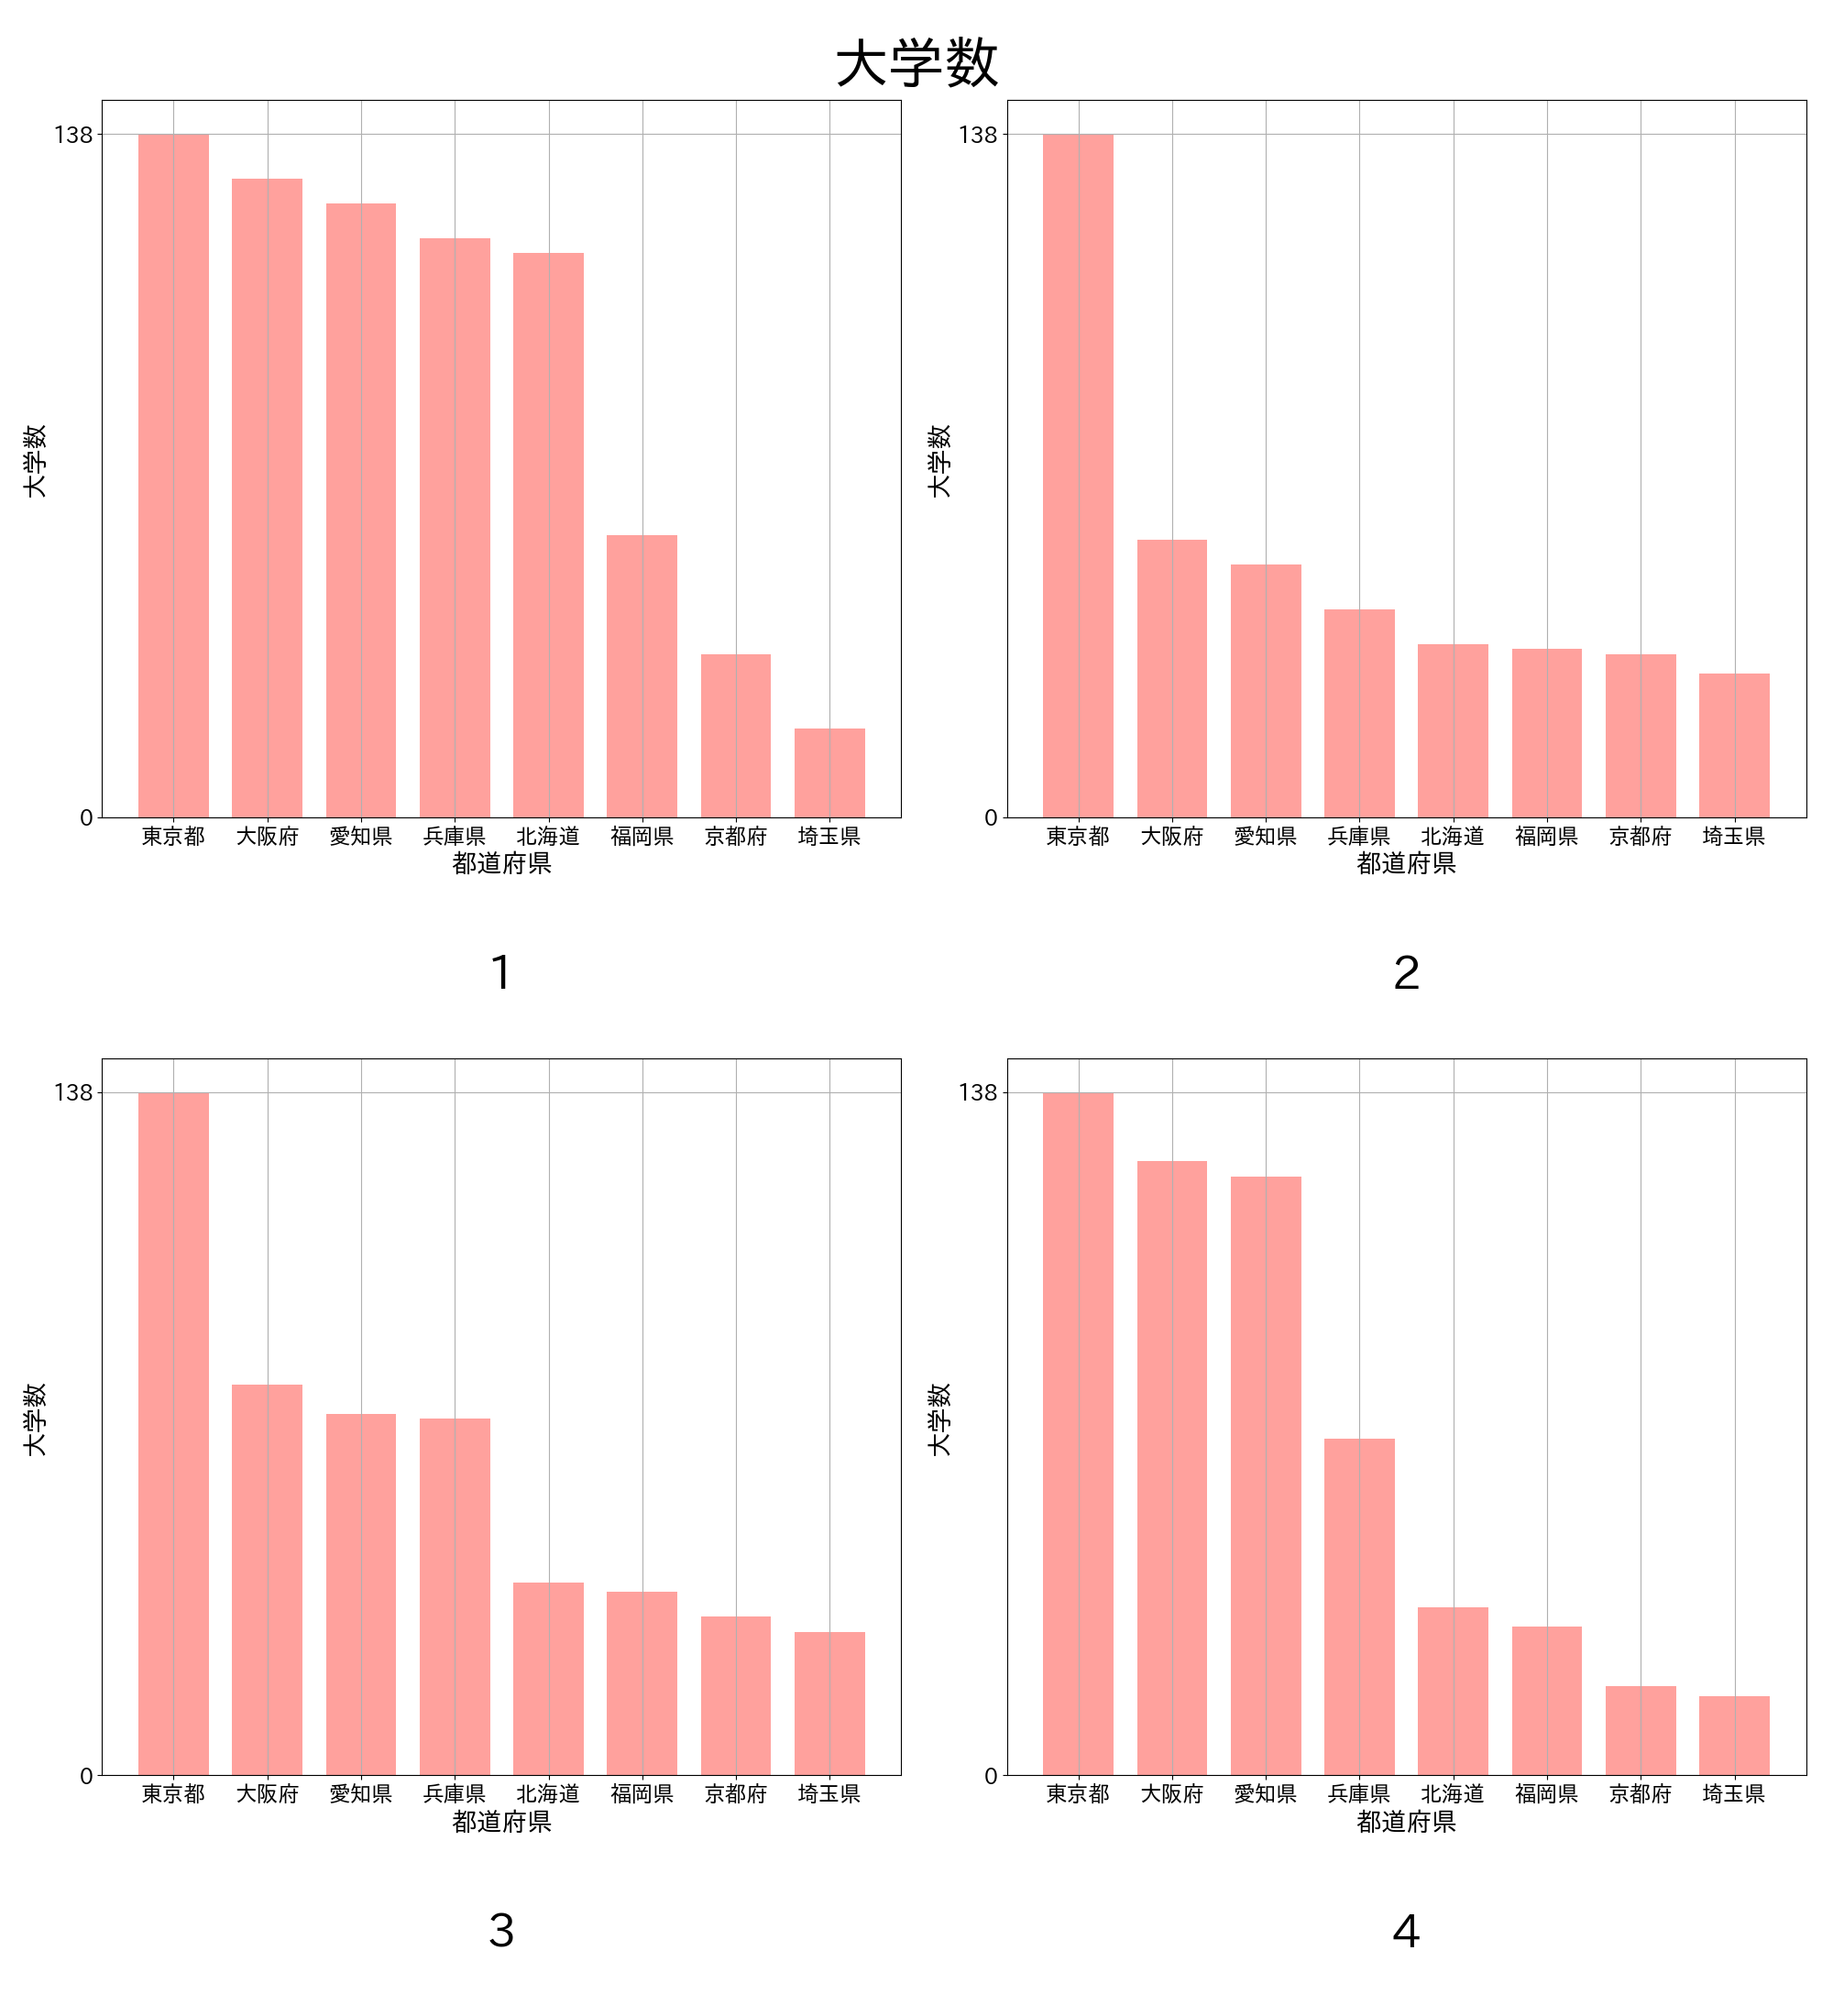 大学数
138
0
大学数
東京都 大阪府 愛知県 兵庫県 北海道 福岡県 京都府 埼玉県
都道府県
1
138
0
大学数
東京都 大阪府 愛知県 兵庫県 北海道 福岡県 京都府 埼玉県
都道府県
2
138
0
大学数
東京都 大阪府 愛知県 兵庫県 北海道 福岡県 京都府 埼玉県
都道府県
3
138
0
大学数
東京都 大阪府 愛知県 兵庫県 北海道 福岡県 京都府 埼玉県
都道府県
4